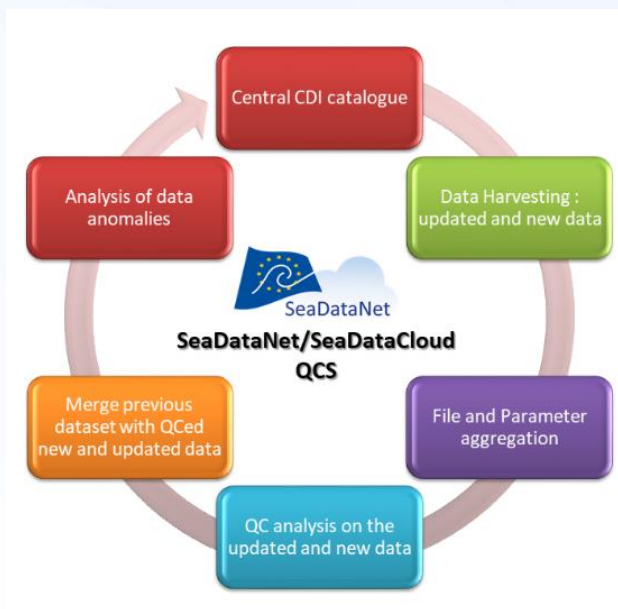 Central CDI catalogue
Data Harvesting :
updated and new data
File and Parameter
aggregation
QC analysis on the
updated and new data
Merge previous
dataset with QCed
new and updated data
Analysis of data
anomalies
SeaDataNet
SeaDataNet/SeaDataCloud
QCS